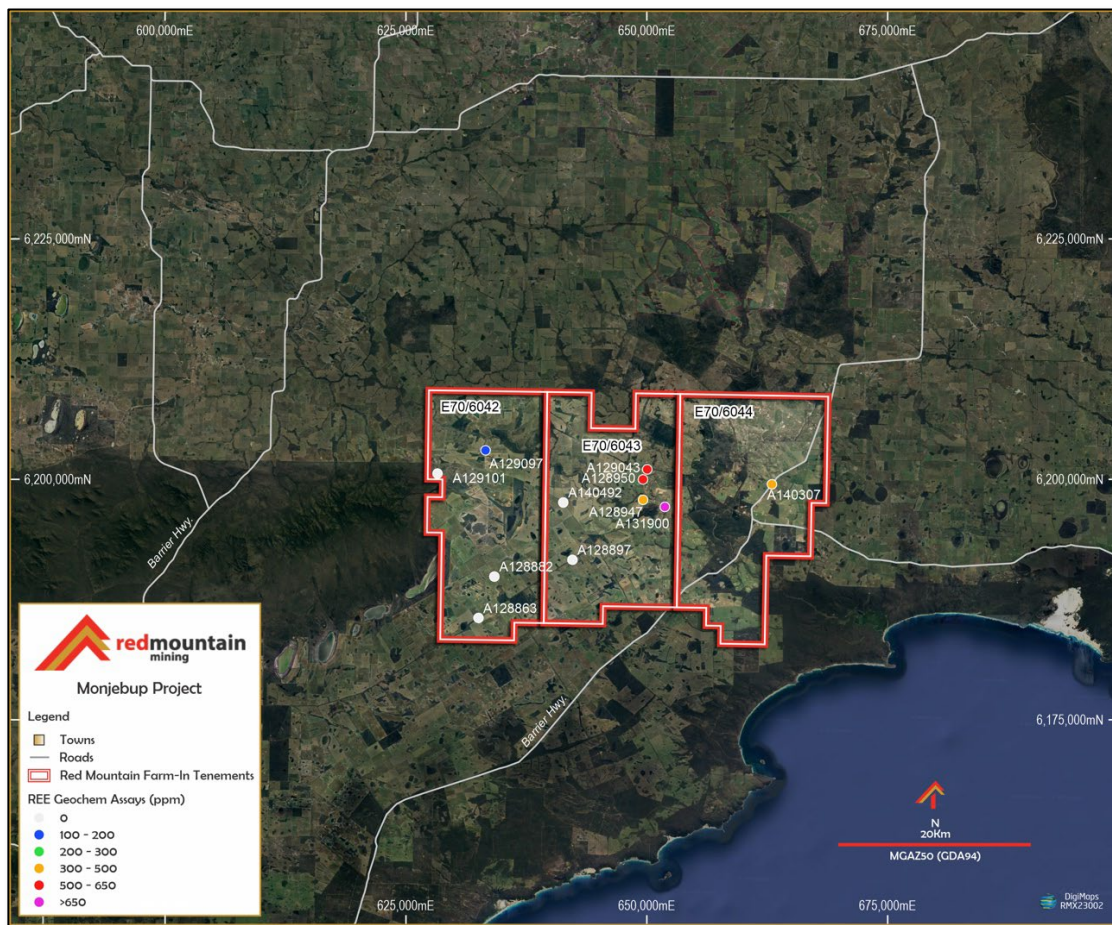 600,000mE
625,000mE
650,000mE
675,000mE
6,225,000mN
6,225,000mN
E70/6042
E70/6043
E70/6044
A129097
A129101
A129043
A128950
A140492
A128947
A131900
A140307
A128897
A128882
A128863
6,200,000mN
6,200,000mN
Barrier Hwy.
Barrier Hwy.
6,175,000mN
redmountain
mining
Monjebup Project
Legend
Towns
Roads
Red Mountain Farm-In Tenements
REE Geochem Assays (ppm)
0
100 - 200
200 - 300
300 - 500
500 - 650
>650
N
20Km
MGAZ50 (GDA94)
DigiMaps
RMX23002
625,000mE
650,000mE
675,000mE